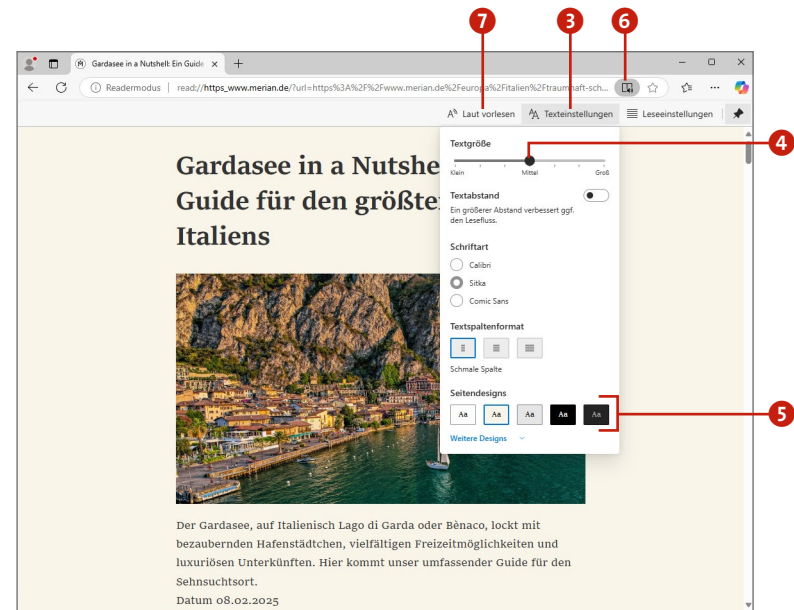 7 3 6
Gardasee in a Nutshell: Ein Guide
Readermodus | read://https_www.merian.de/?url=https%3A%2F%2Fwww.merian.de%2Feuropa%2Fitalien%2Ftraumhaft-sch...
A Laut vorlesen AA Texteinstellungen Leseeinstellungen
Textgröße
4
Klein Mittel Groß
Textabstand
Ein größerer Abstand verbessert ggf.
den Lesefluss.
Schriftart
Calibri
Sitka
Comic Sans
Textspaltenformat
Schmale Spalte
Seitendesigns
Aa Aa Aa Aa Aa
5
Weitere Designs
Gardasee in a Nutshe
Guide für den größte
Italiens
Der Gardasee, auf Italienisch Lago di Garda oder Bènaco, lockt mit
bezaubernden Hafenstädtchen, vielfältigen Freizeitmöglichkeiten und
luxuriösen Unterkünften. Hier kommt unser umfassender Guide für den
Sehnsuchtsort.
Datum 08.02.2025